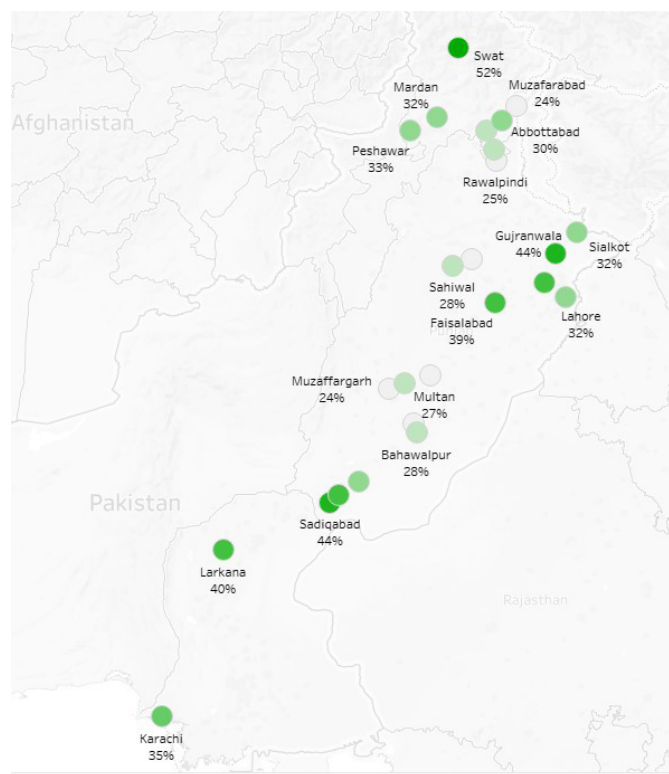 Swat
52%
Mardan
32%
Muzafarabad
24%
Afghanistan
Abbottabad
30%
Peshawar
33%
Rawalpindi
25%
Gujranwala
44%
Sialkot
32%
Sahiwal
28%
Faisalabad
39%
Lahore
32%
Muzaffargarh
24%
Multan
27%
Bahawalpur
28%
Pakistan
Sadiqabad
44%
Larkana
40%
Rajasthan
Karachi
35%